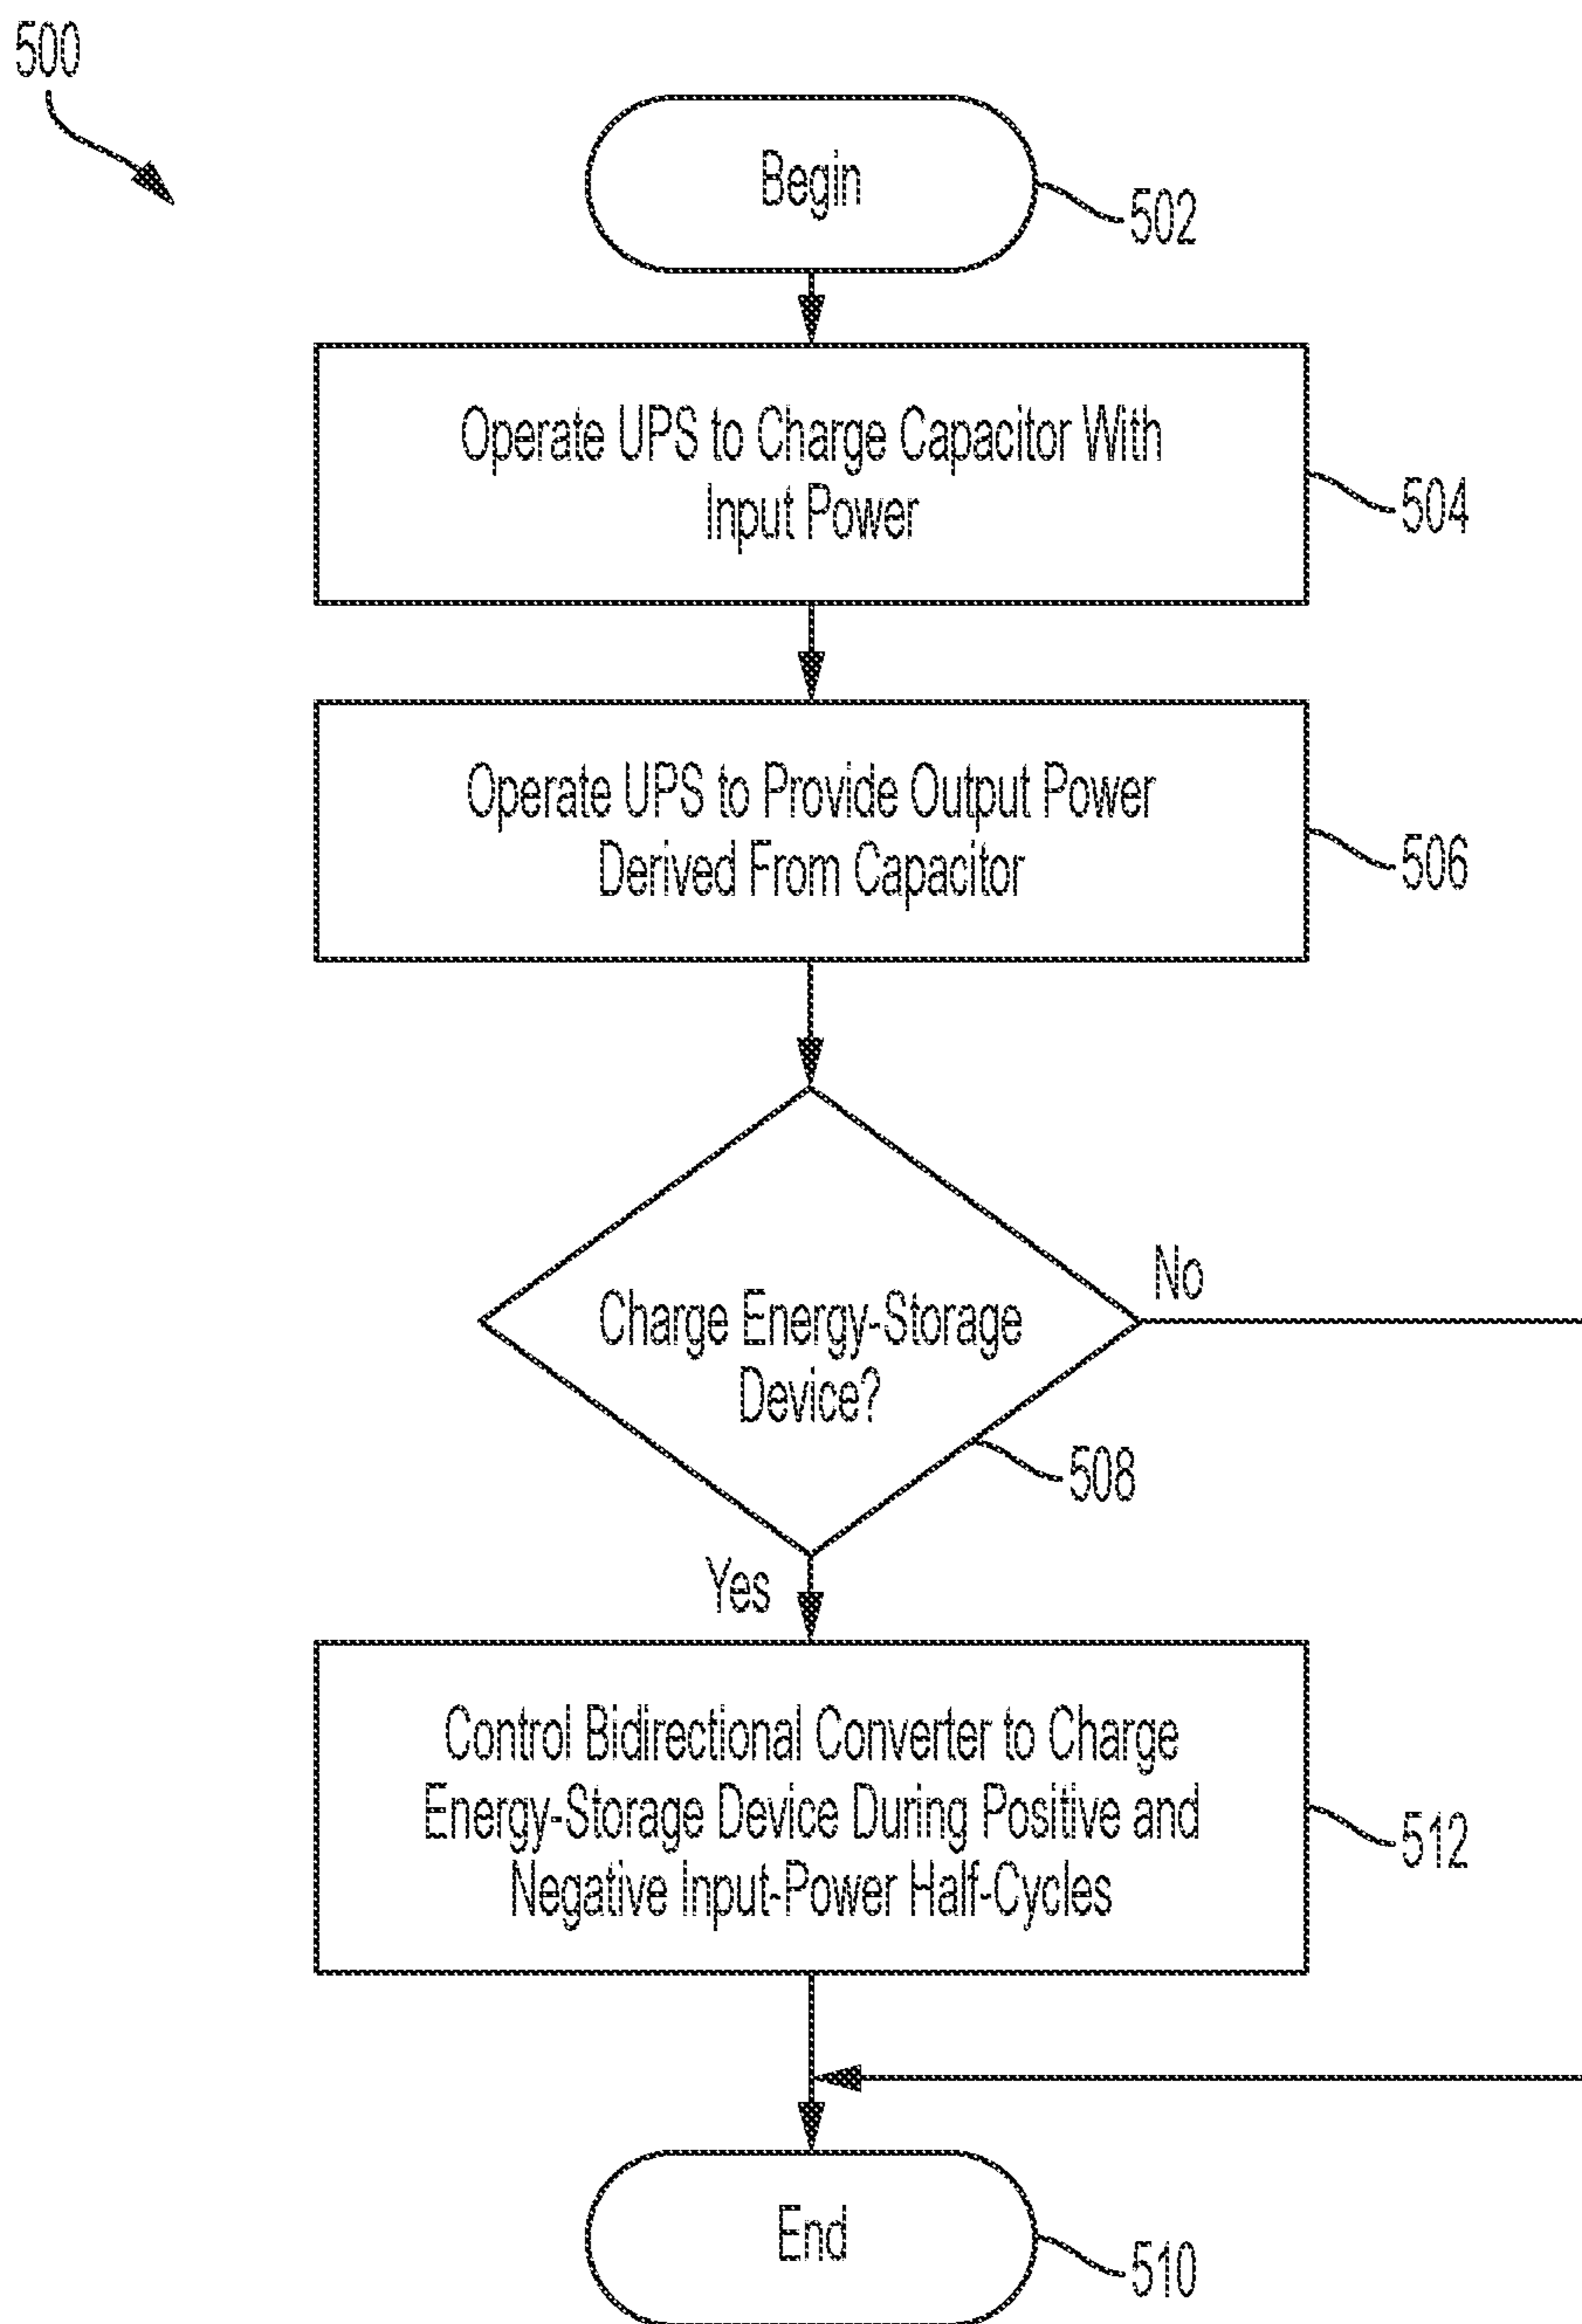 500
Begin
502
Operate UPS to Charge Capacitor With
Input Power
504
Operate UPS to Provide Output Power
Derived From Capacitor
506
No
Charge Energy-Storage
Device?
508
Yes
Control Bidirectional Converter to Charge
Energy-Storage Device During Positive and
Negative Input-Power Half-Cycles
512
End
510